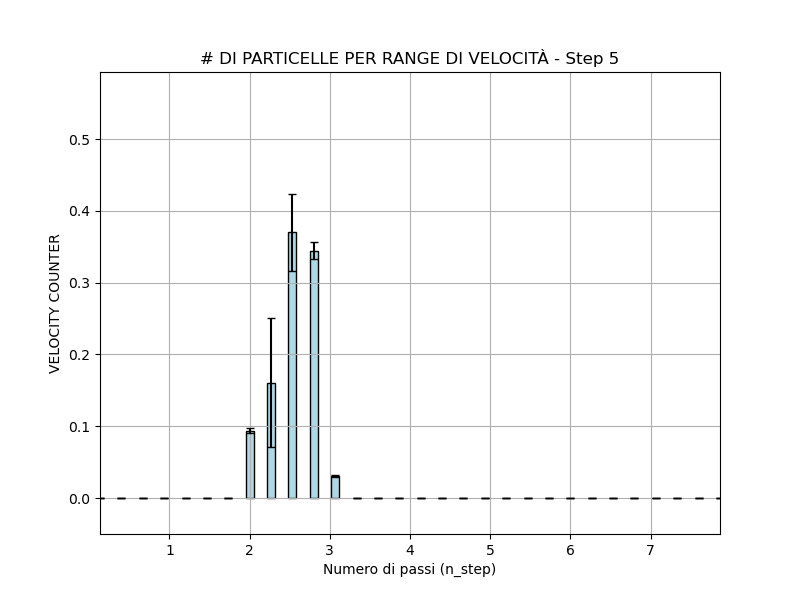 # DI PARTICELLE PER RANGE DI VELOCITÀ - Step 5
0.5
0.4
0.3
0.2
0.1
0.0
VELOCITY COUNTER
1 2 3 4 5 6 7
Numero di passi (n_step)